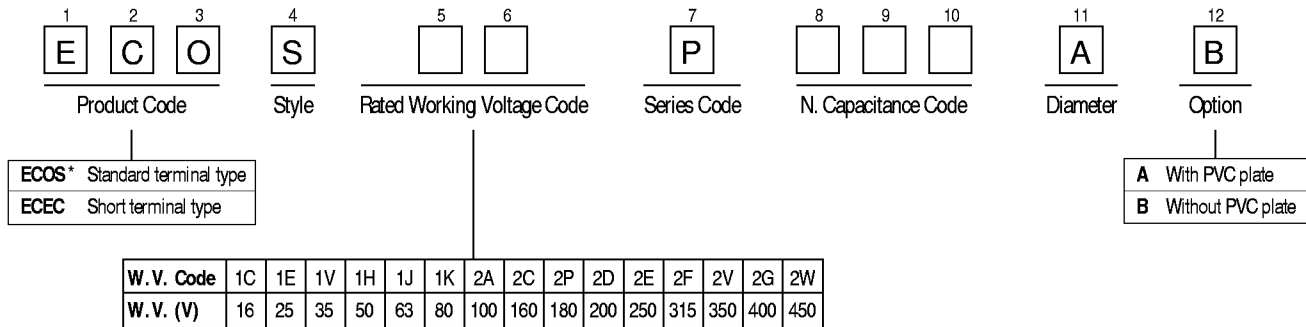 1 2 3 4 5 6 7 8 9 10 11 12
E C O S P A B
Product Code Style Rated Working Voltage Code Series Code N. Capacitance Code Diameter Option
ECOS* Standard terminal type
ECEC Short terminal type
A With PVC plate
B Without PVC plate
W.V. Code 1C 1E 1V 1H 1J 1K 2A 2C 2P 2D 2E 2F 2V 2G 2W
W.V. (V) 16 25 35 50 63 80 100 160 180 200 250 315 350 400 450